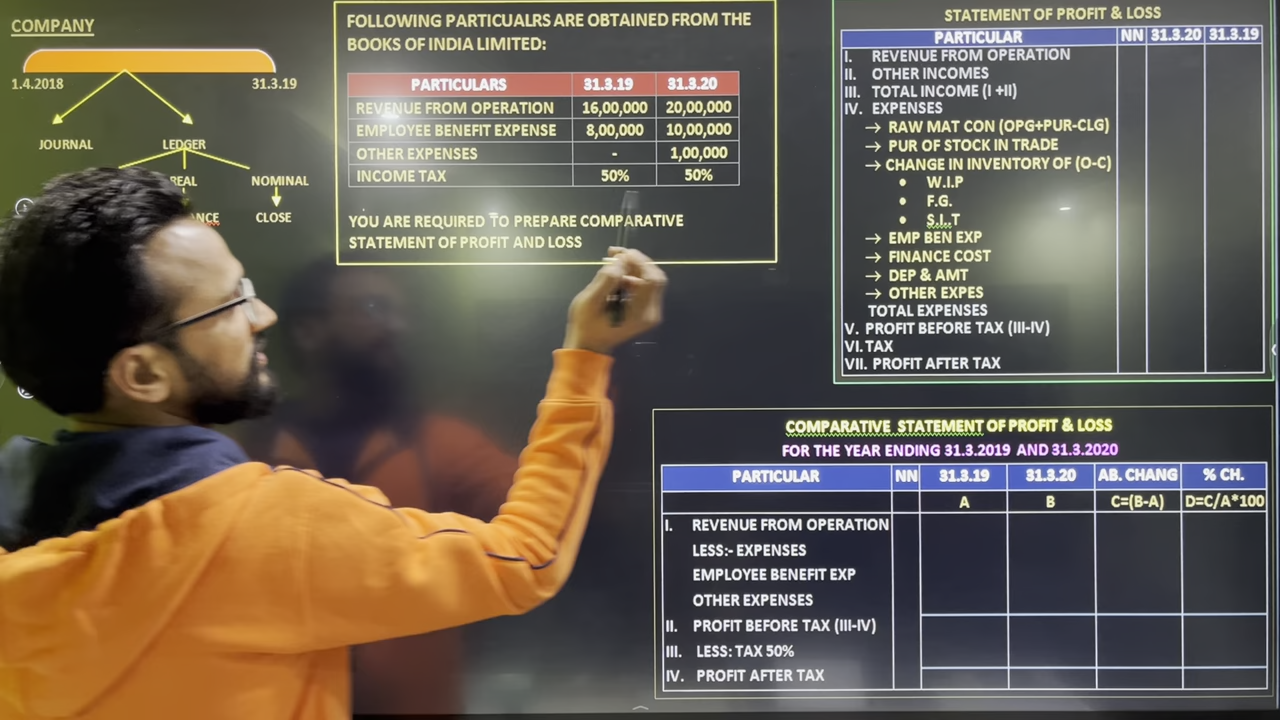 COMPANY
1.4.2018 31.3.19
JOURNAL LEDGER
REAL NOMINAL
CLOSE
FOLLOWING PARTICUALRS ARE OBTAINED FROM THE
BOOKS OF INDIA LIMITED:
PARTICULARS 31.3.19 31.3.20
REVENUE FROM OPERATION 16,00,000 20,00,000
EMPLOYEE BENEFIT EXPENSE 8,00,000 10,00,000
OTHER EXPENSES - 1,00,000
INCOME TAX 50% 50%
YOU ARE REQUIRED TO PREPARE COMPARATIVE
STATEMENT OF PROFIT AND LOSS
STATEMENT OF PROFIT & LOSS
PARTICULAR NN 31.3.20 31.3.19
I. REVENUE FROM OPERATION
II. OTHER INCOMES
III. TOTAL INCOME (I +II)
IV. EXPENSES
→ RAW MAT CON (OPG+PUR-CLG)
→ PUR OF STOCK IN TRADE
→ CHANGE IN INVENTORY OF (O-C)
• W.I.P
• F.G.
• S.I..T
→ EMP BEN EXP
→ FINANCE COST
→ DEP & AMT
→ OTHER EXPES
TOTAL EXPENSES
V. PROFIT BEFORE TAX (III-IV)
VI. TAX
VII. PROFIT AFTER TAX
COMPARATIVE STATEMENT OF PROFIT & LOSS
FOR THE YEAR ENDING 31.3.2019 AND 31.3.2020
PARTICULAR NN 31.3.19 31.3.20 AB. CHANG % CH.
A B C=(B-A) D=C/A*100
I. REVENUE FROM OPERATION
LESS:- EXPENSES
EMPLOYEE BENEFIT EXP
OTHER EXPENSES
II. PROFIT BEFORE TAX (III-IV)
III. LESS: TAX 50%
IV. PROFIT AFTER TAX